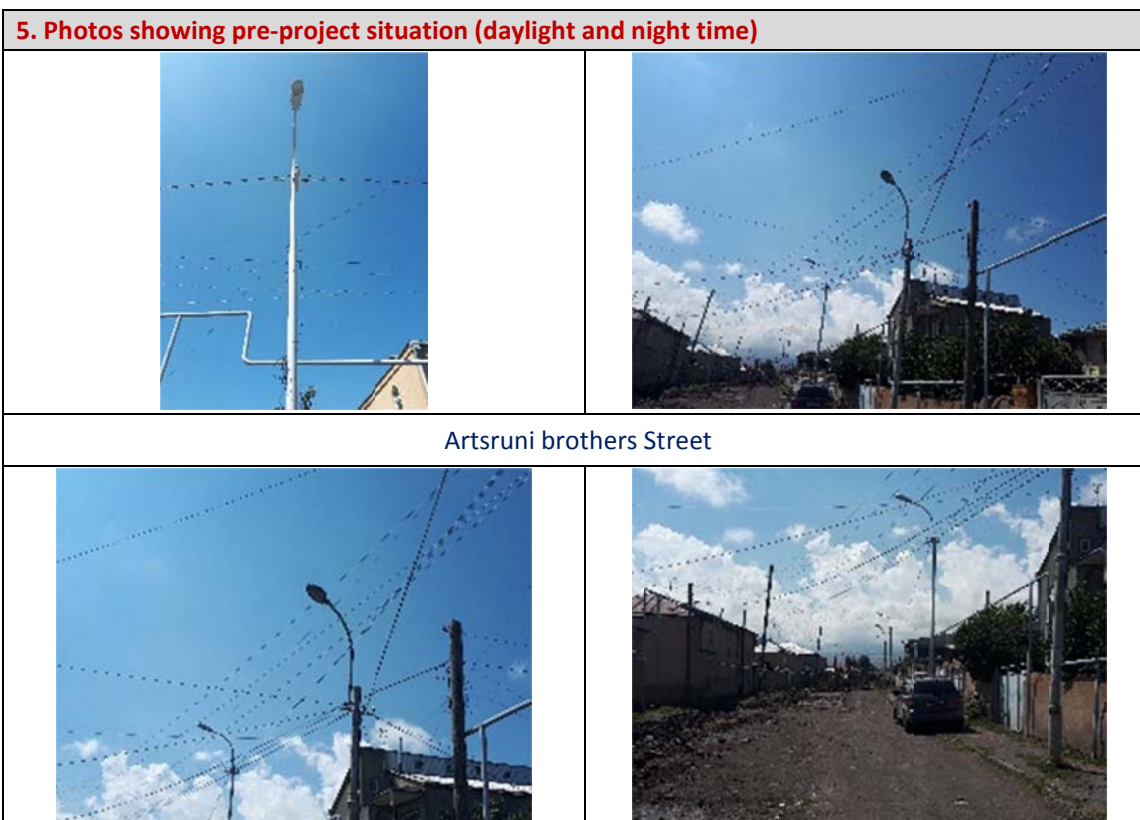 5. Photos showing pre-project situation (daylight and night time)
Artsruni brothers Street